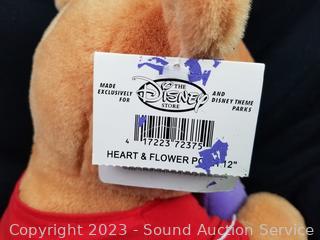 MADE EXCLUSIVELY FOR
THE
Disney
STORE
AND DISNEY THEME PARKS
4 17223 72375
HEART & FLOWER 12"
Copyright 2023 - Sound Auction Service